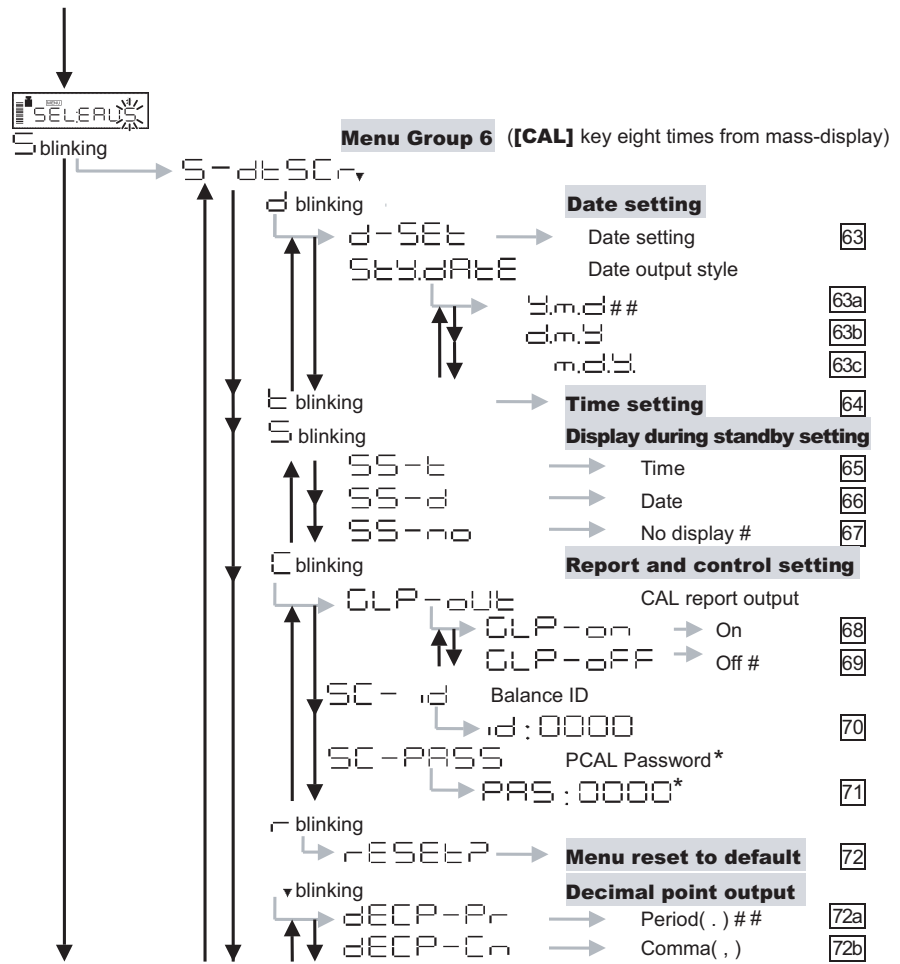 MENU
SEL:EAUS
S blinking
Menu Group 6 ([CAL] key eight times from mass-display)
S-dtSCr▾
d blinking
Date setting
d-SEt Date setting 63
StY.dAtE Date output style
Y.m.d ## 63a
d.m.Y 63b
m.d.Y. 63c
t blinking Time setting 64
S blinking Display during standby setting
SS-t Time 65
SS-d Date 66
SS-no No display # 67
C blinking Report and control setting
GLP-oUt CAL report output
GLP-on On 68
GLP-oFF Off # 69
SC- id Balance ID
id:0000 70
SC-PASS PCAL Password*
PAS:0000* 71
r blinking
rESEt? Menu reset to default 72
▾ blinking Decimal point output
dECP-Pr Period( . ) ## 72a
dECP-Cn Comma( , ) 72b